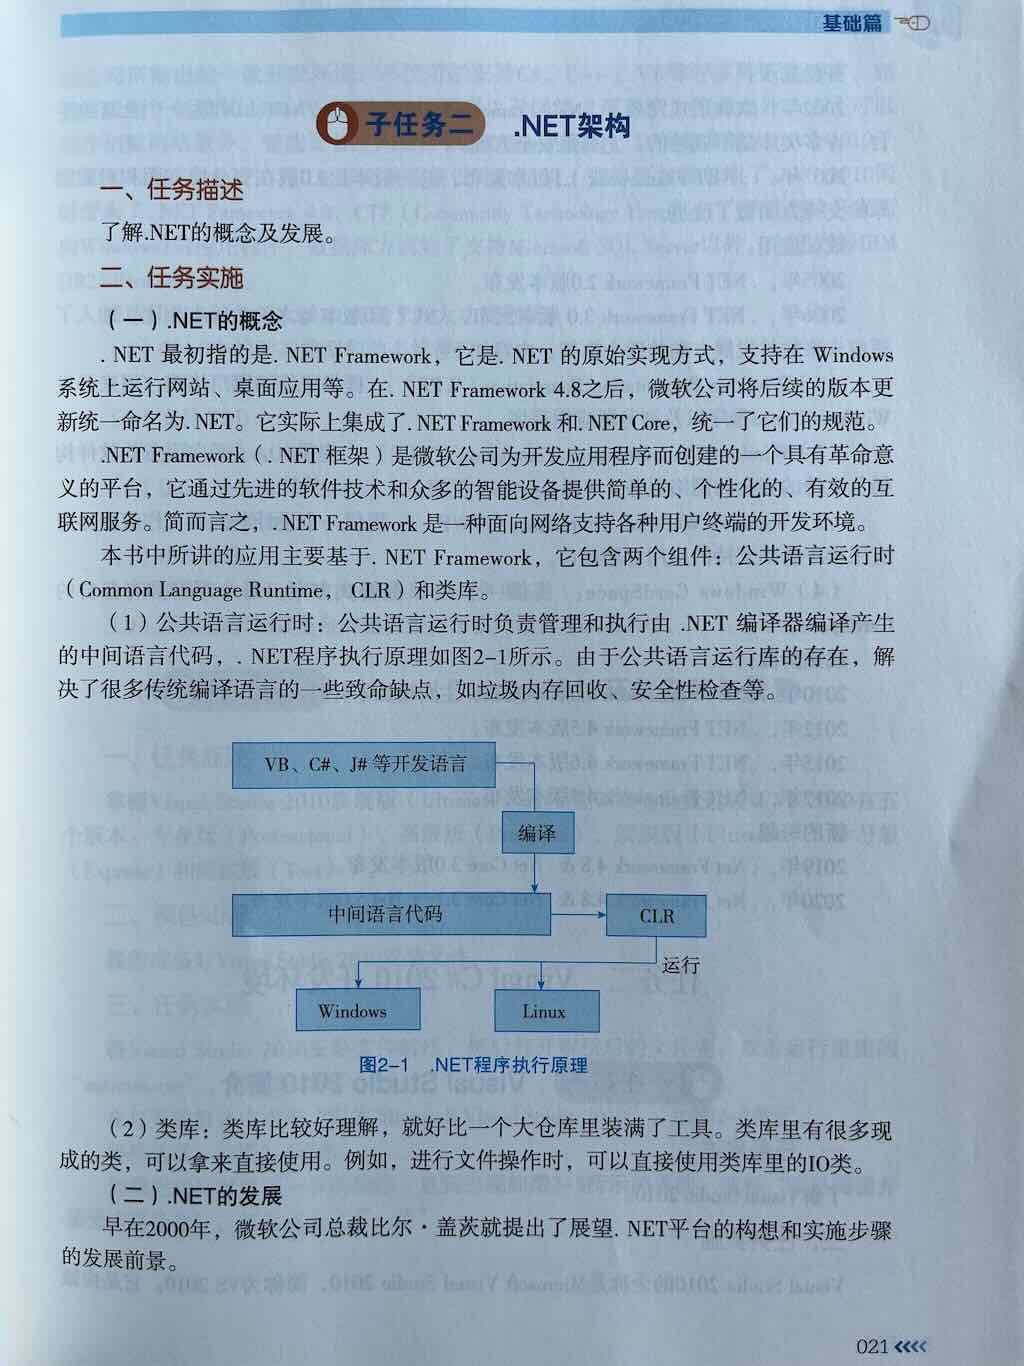 基础篇
子任务二 .NET架构
一、任务描述
了解.NET的概念及发展。
二、任务实施
（一）.NET的概念
. NET 最初指的是. NET Framework，它是. NET 的原始实现方式，支持在 Windows
系统上运行网站、桌面应用等。在. NET Framework 4.8之后，微软公司将后续的版本更
新统一命名为. NET。它实际上集成了. NET Framework 和. NET Core，统一了它们的规范。
.NET Framework（. NET 框架）是微软公司为开发应用程序而创建的一个具有革命意
义的平台，它通过先进的软件技术和众多的智能设备提供简单的、个性化的、有效的互
联网服务。简而言之，. NET Framework 是一种面向网络支持各种用户终端的开发环境。
本书中所讲的应用主要基于. NET Framework，它包含两个组件：公共语言运行时
（Common Language Runtime，CLR）和类库。
（1）公共语言运行时：公共语言运行时负责管理和执行由 .NET 编译器编译产生
的中间语言代码，. NET程序执行原理如图2-1所示。由于公共语言运行库的存在，解
决了很多传统编译语言的一些致命缺点，如垃圾内存回收、安全性检查等。
VB、C#、J# 等开发语言
编译
中间语言代码
CLR
运行
Windows
Linux
图2-1 .NET程序执行原理
（2）类库：类库比较好理解，就好比一个大仓库里装满了工具。类库里有很多现
成的类，可以拿来直接使用。例如，进行文件操作时，可以直接使用类库里的IO类。
（二）.NET的发展
早在2000年，微软公司总裁比尔·盖茨就提出了展望. NET平台的构想和实施步骤
的发展前景。
021